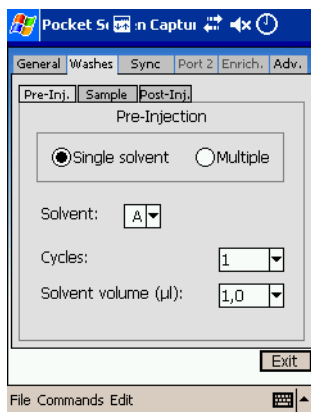 Pocket S :n Captur
General Washes Sync Port 2 Enrich. Adv.
Pre-Inj. Sample Post-Inj.
Pre-Injection
Single solvent Multiple
Solvent: A
Cycles: 1
Solvent volume (µl): 1,0
Exit
File Commands Edit